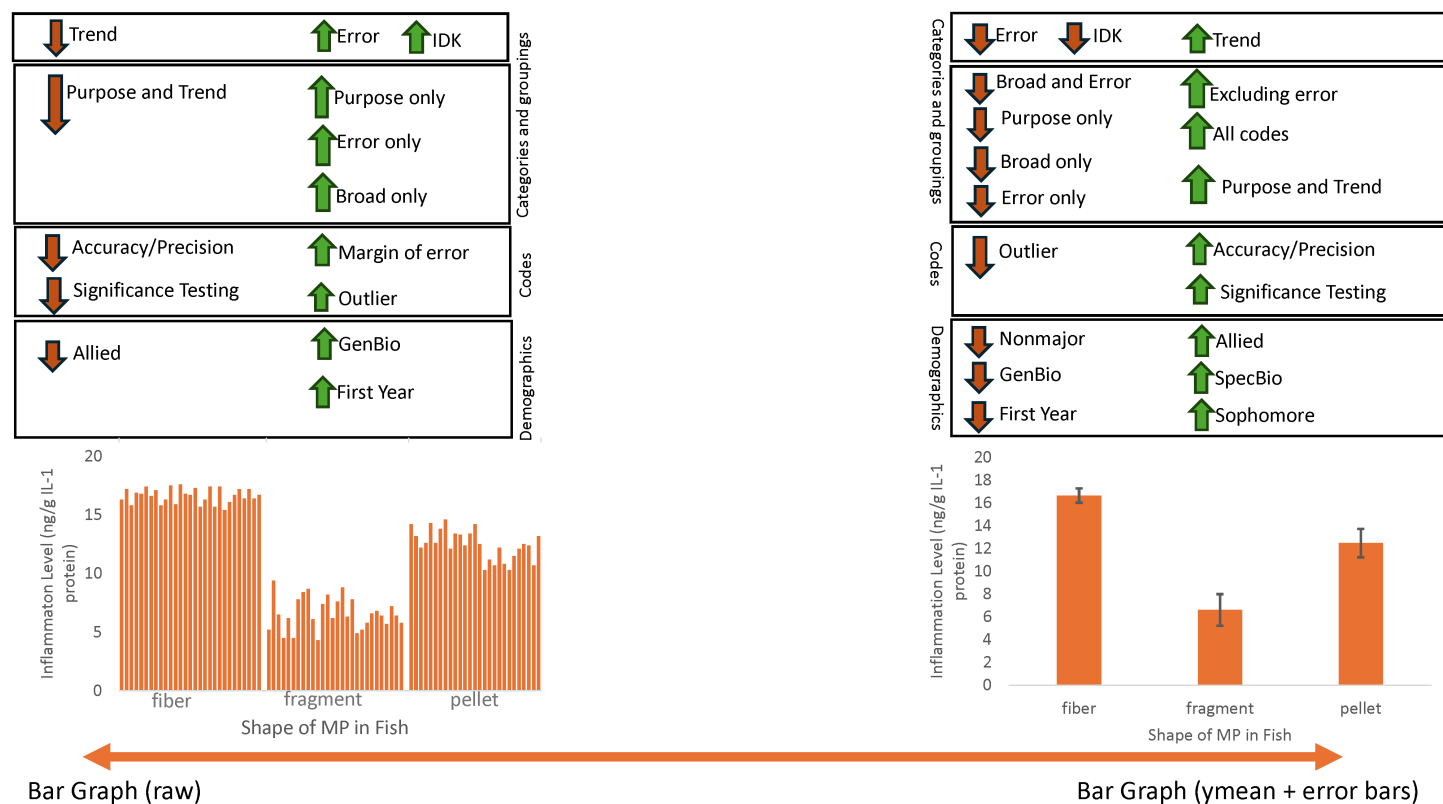 Trend
Error
IDK
Purpose and Trend
Purpose only
Error only
Broad only
Categories and groupings
Accuracy/Precision
Margin of error
Significance Testing
Outlier
Codes
Allied
GenBio
First Year
Demographics
20
15
10
5
0
Inflammaton Level (ng/g IL-1
protein)
fiber
fragment
pellet
Shape of MP in Fish
Bar Graph (raw)
Error
IDK
Trend
Broad and Error
Excluding error
Purpose only
All codes
Broad only
Purpose and Trend
Error only
Categories and groupings
Outlier
Accuracy/Precision
Significance Testing
Codes
Nonmajor
Allied
GenBio
SpecBio
First Year
Sophomore
Demographics
20
18
16
14
12
10
8
6
4
2
0
Inflammation Level (ng/g IL-1
protein)
fiber
fragment
pellet
Shape of MP in Fish
Bar Graph (ymean + error bars)